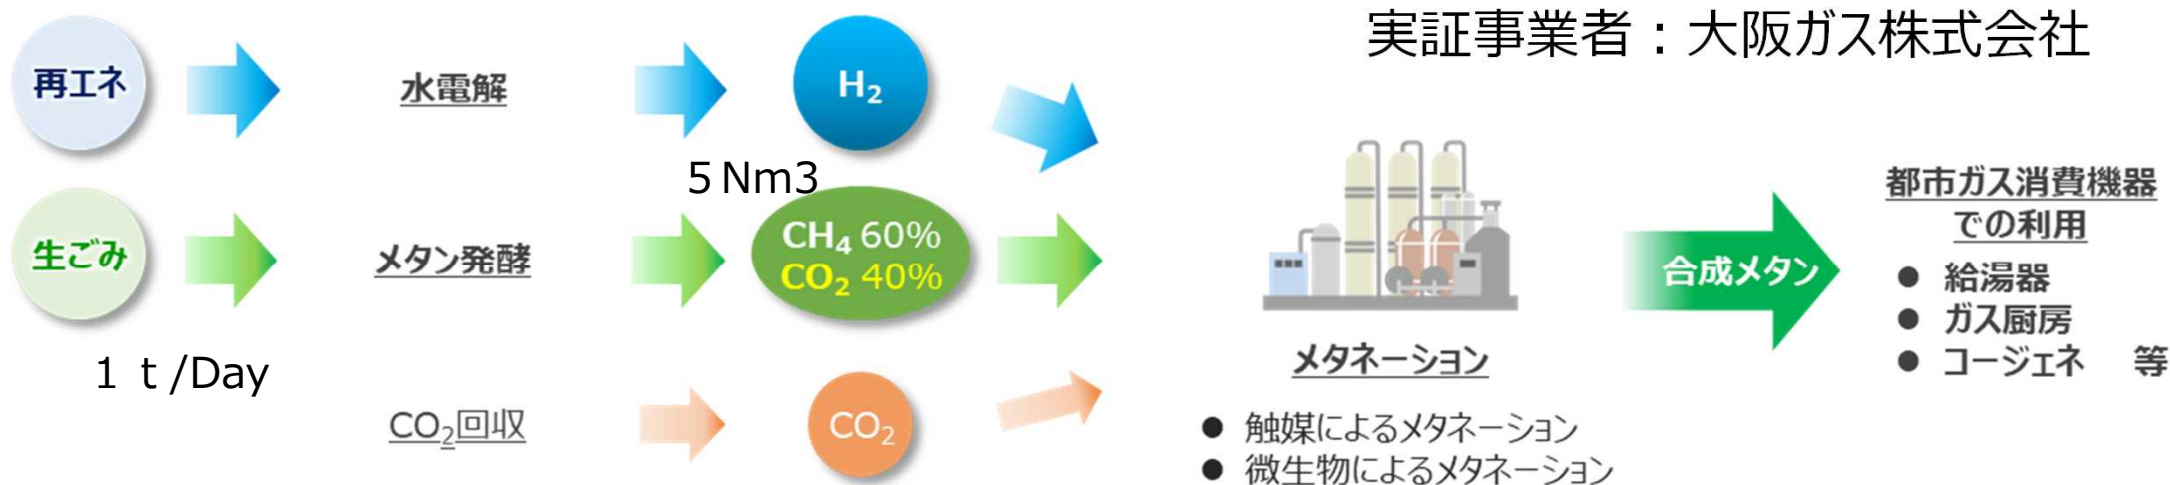 実証事業者：大阪ガス株式会社
再エネ
水電解
H₂
5 Nm3
生ごみ
メタン発酵
CH₄ 60%
CO₂ 40%
1 t /Day
CO₂回収
CO₂
メタネーション
● 触媒によるメタネーション
● 微生物によるメタネーション
合成メタン
都市ガス消費機器
での利用
● 給湯器
● ガス厨房
● コージェネ 等